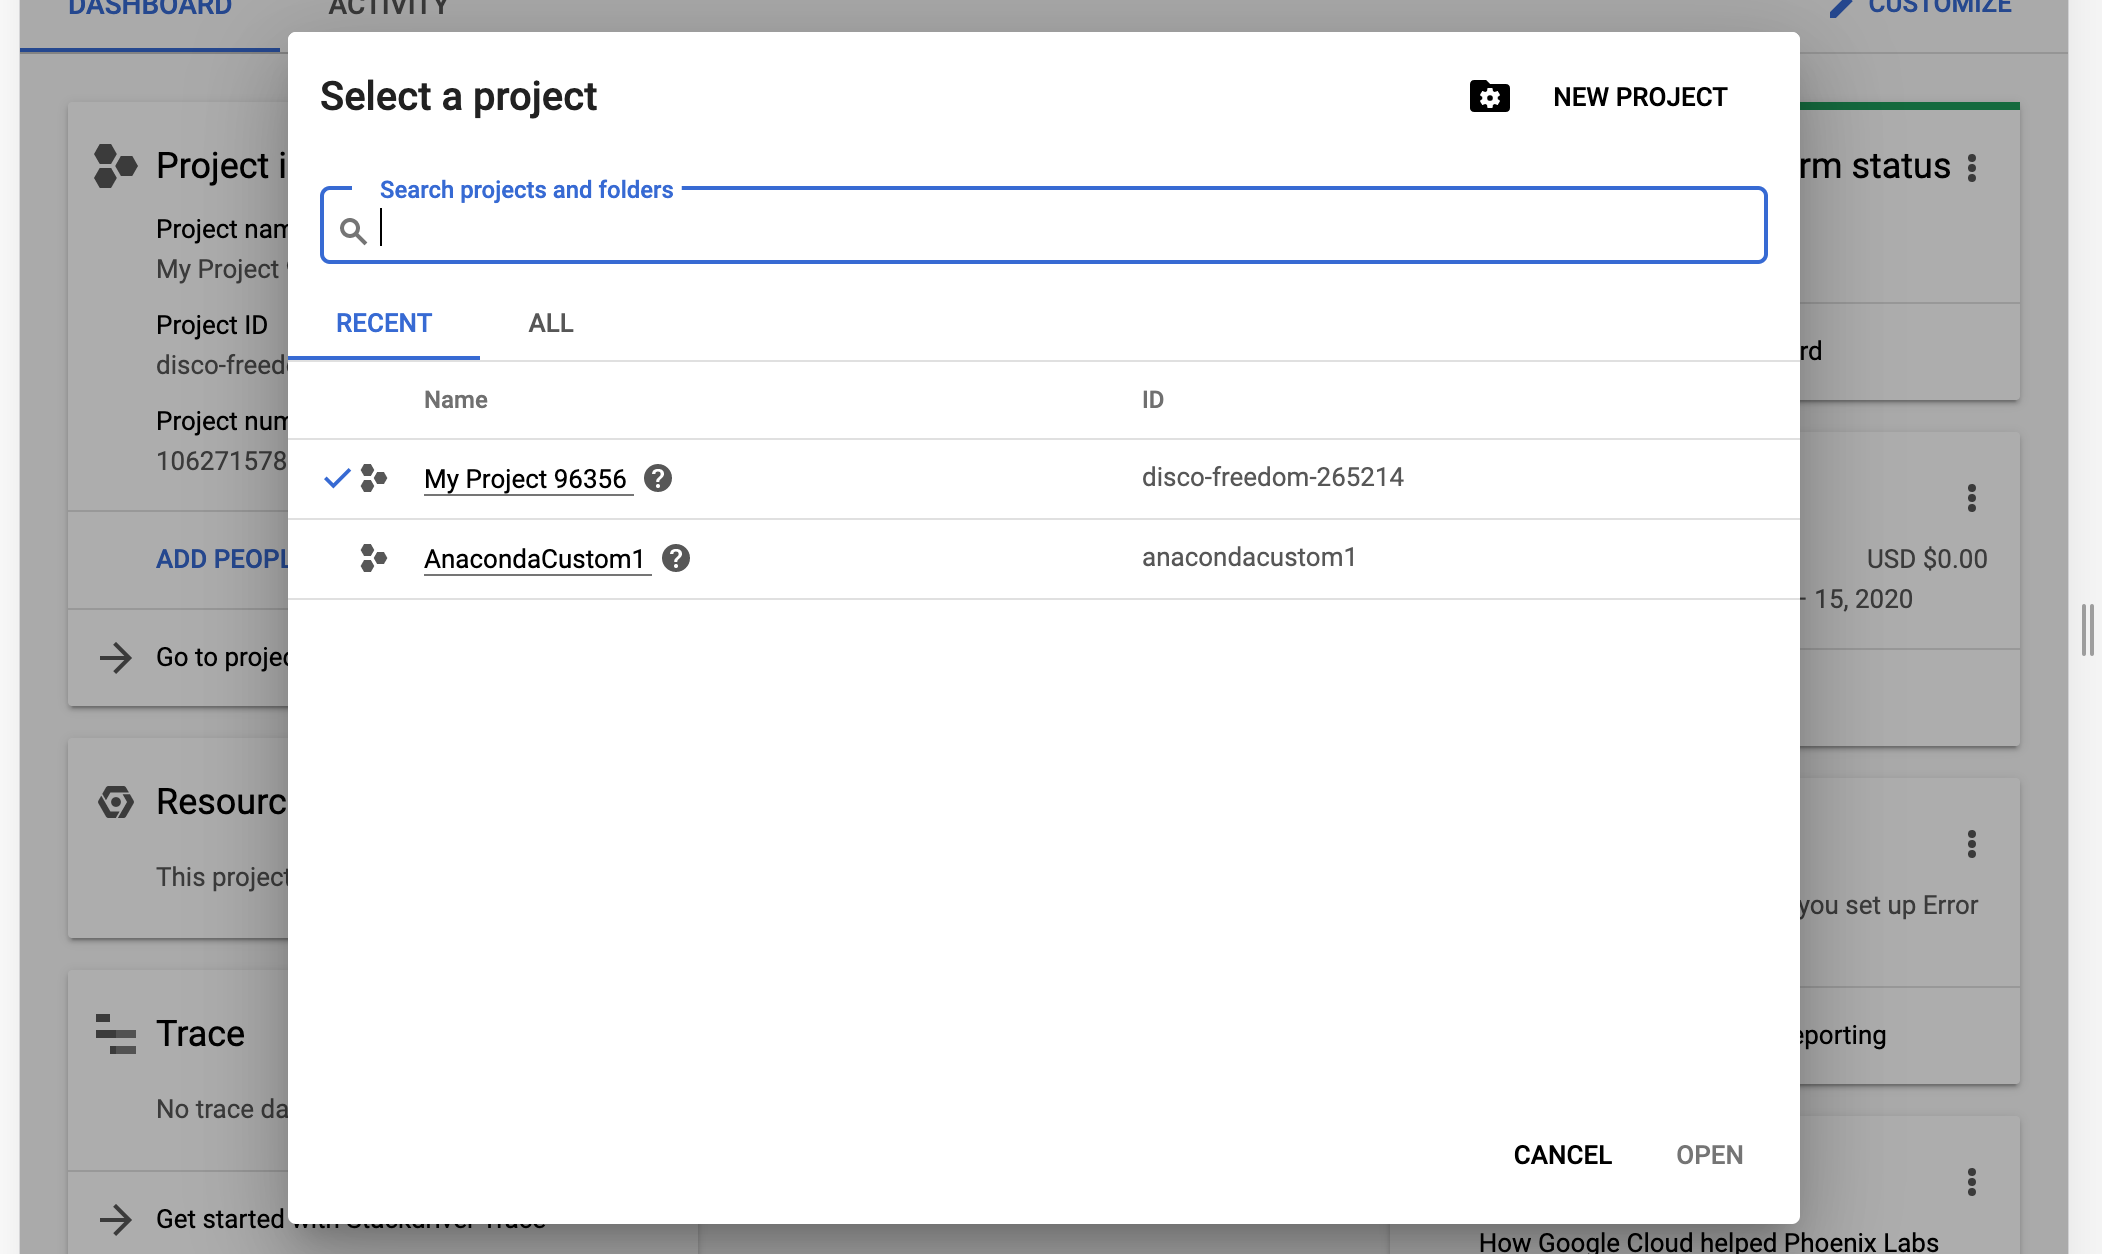 DASHBOARD
ACTIVITY
CUSTOMIZE
Select a project
NEW PROJECT
Search projects and folders
RECENT
ALL
Name
ID
My Project 96356
disco-freedom-265214
AnacondaCustom1
anacondacustom1
CANCEL
OPEN
Project i
Project nam
My Project
Project ID
disco-freed
Project num
106271578
ADD PEOPL
Go to projec
Resourc
This project
Trace
No trace da
Get started with Stackdriver Trace
rm status
rd
USD $0.00
15, 2020
you set up Error
eporting
How Google Cloud helped Phoenix Labs